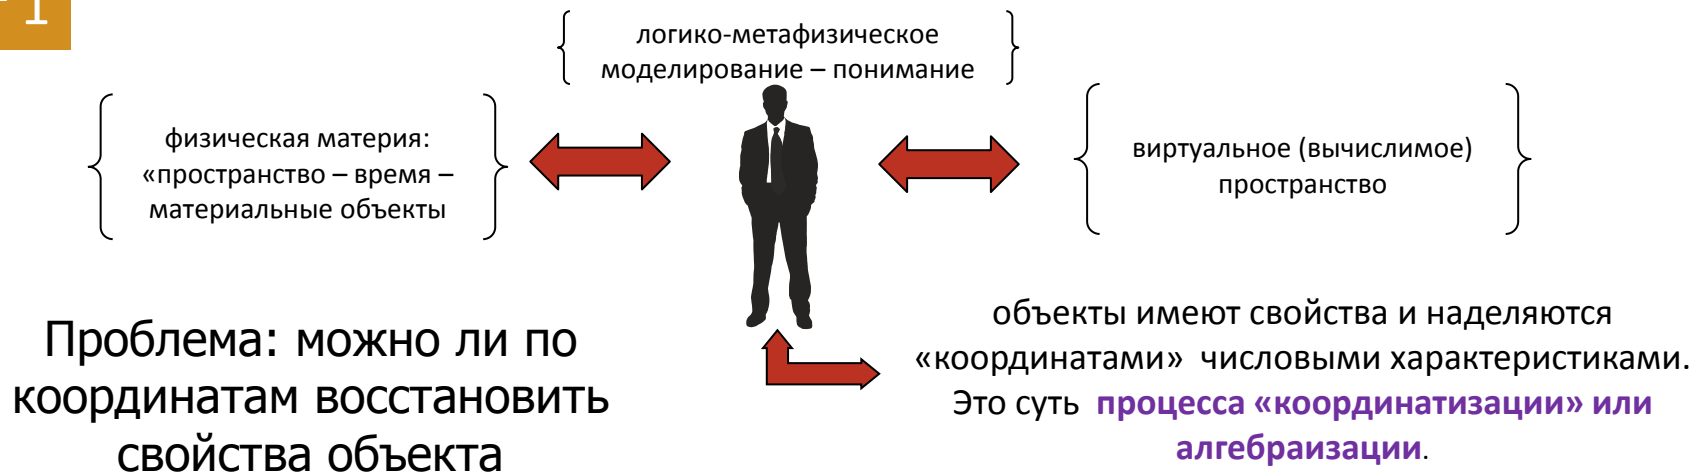 1
логико-метафизическое
моделирование – понимание
физическая материя:
«пространство – время –
материальные объекты
виртуальное (вычислимое)
пространство
Проблема: можно ли по
координатам восстановить
свойства объекта
объекты имеют свойства и наделяются
«координатами» числовыми характеристиками.
Это суть процесса «координатизации» или
алгебраизации.